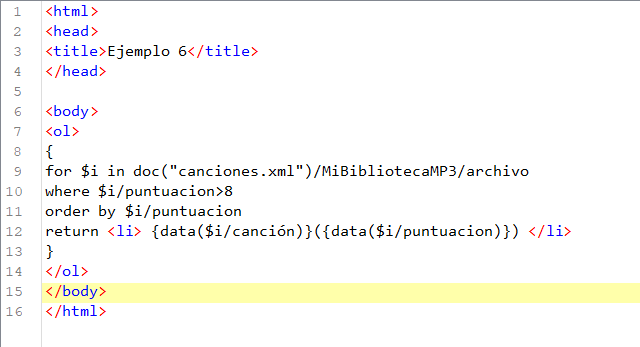 1 <html>
2 <head>
3 <title>Ejemplo 6</title>
4 </head>
5
6 <body>
7 <ol>
8 {
9 for $i in doc("canciones.xml")/MiBibliotecaMP3/archivo
10 where $i/puntuacion>8
11 order by $i/puntuacion
12 return <li> {data($i/canción)}({data($i/puntuacion)}) </li>
13 }
14 </ol>
15 </body>
16 </html>